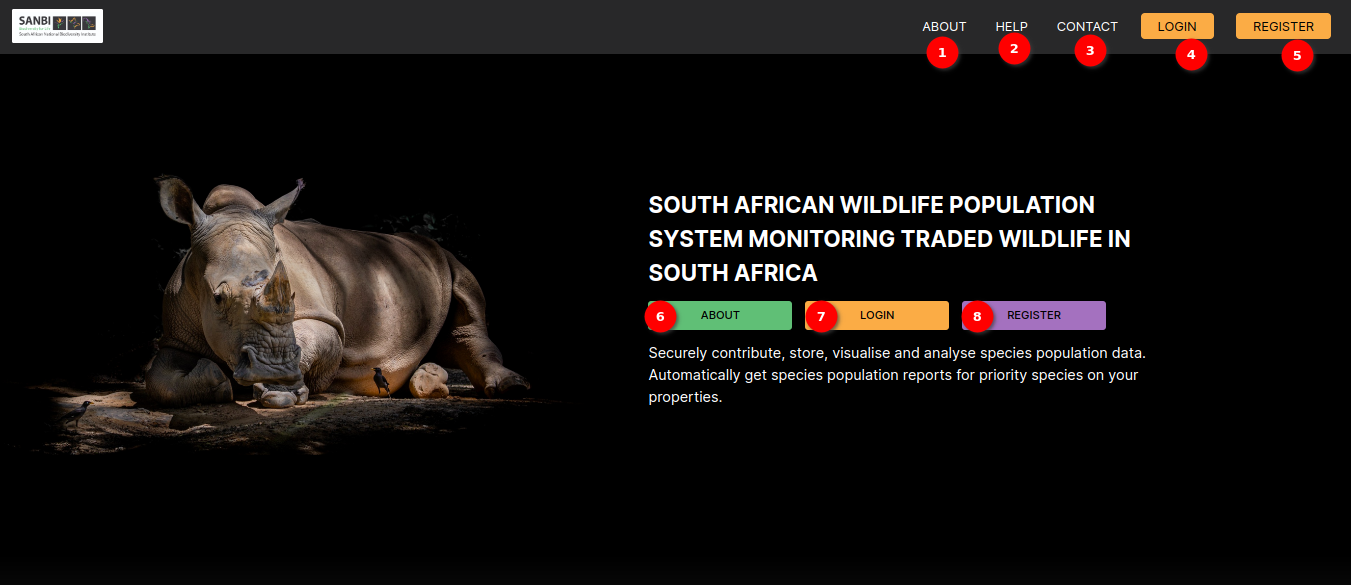 SANBI
South African National Biodiversity Institute
ABOUT
HELP
CONTACT
LOGIN
REGISTER
1
2
3
4
5
SOUTH AFRICAN WILDLIFE POPULATION
SYSTEM MONITORING TRADED WILDLIFE IN
SOUTH AFRICA
6
ABOUT
7
LOGIN
8
REGISTER
Securely contribute, store, visualise and analyse species population data.
Automatically get species population reports for priority species on your
properties.